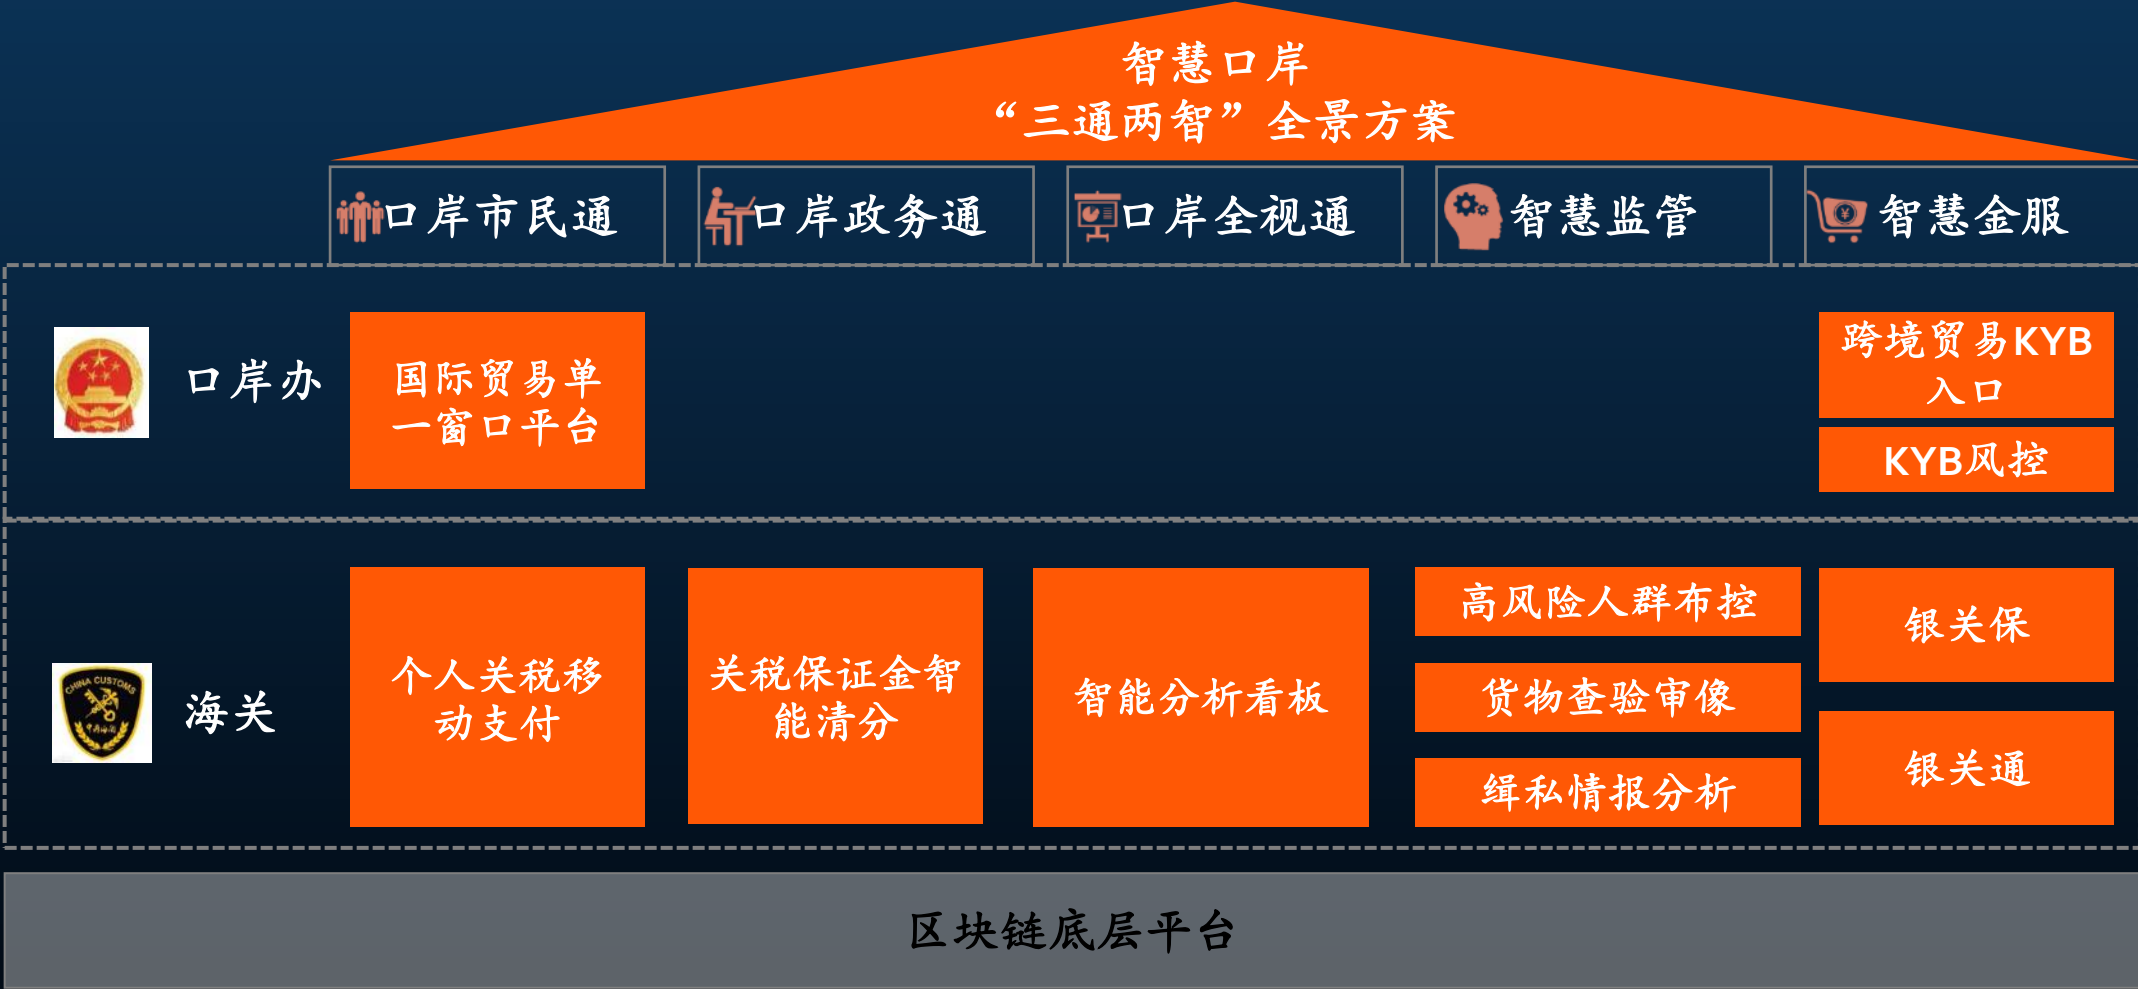 智慧口岸
“三通两智”全景方案
口岸市民通
口岸政务通
口岸全视通
智慧监管
智慧金服
口岸办
国际贸易单
一窗口平台
跨境贸易KYB
入口
KYB风控
CHINA CUSTOMS
中国海关
海关
个人关税移
动支付
关税保证金智
能清分
智能分析看板
高风险人群布控
货物查验审像
缉私情报分析
银关保
银关通
区块链底层平台